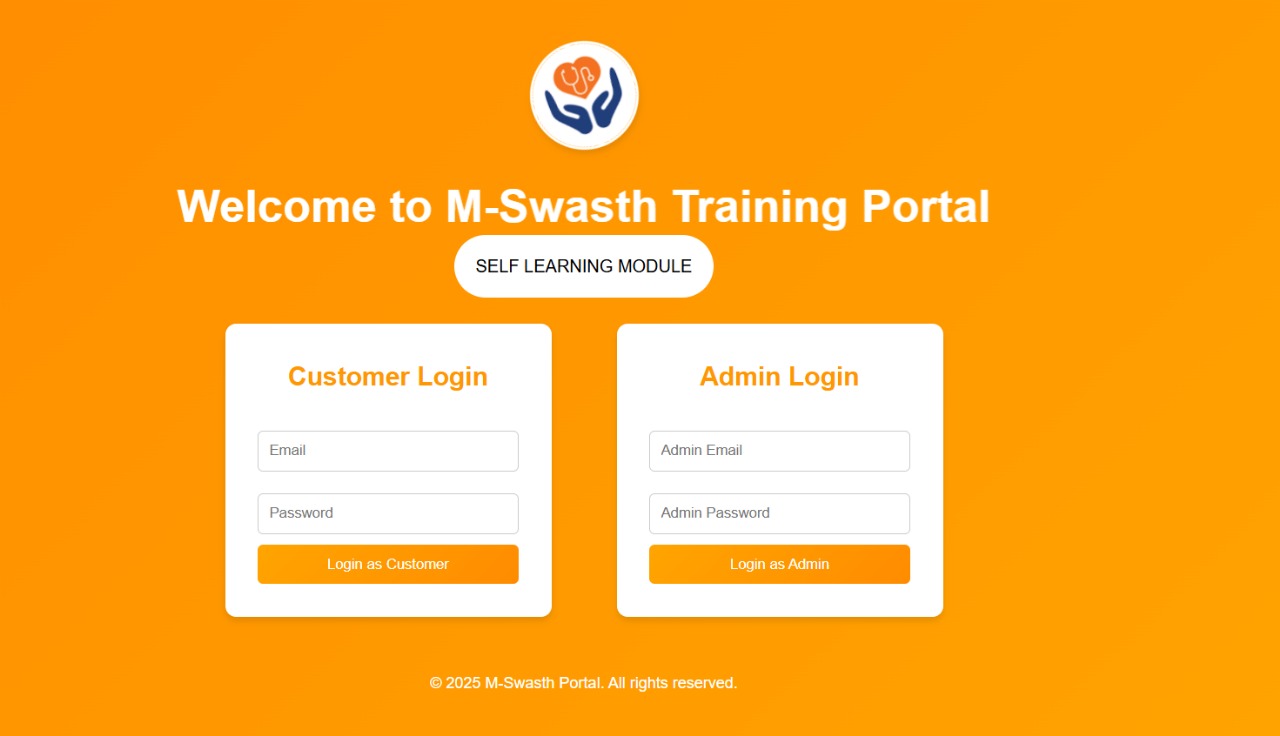 Welcome to M-Swasth Training Portal
SELF LEARNING MODULE
Customer Login
Email
Password
Login as Customer
Admin Login
Admin Email
Admin Password
Login as Admin
© 2025 M-Swasth Portal. All rights reserved.